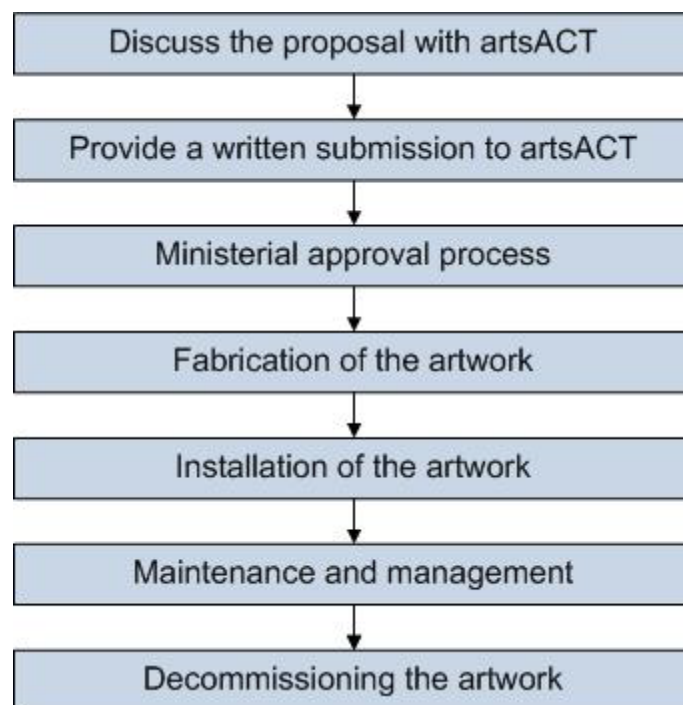 Discuss the proposal with artsACT
Provide a written submission to artsACT
Ministerial approval process
Fabrication of the artwork
Installation of the artwork
Maintenance and management
Decommissioning the artwork